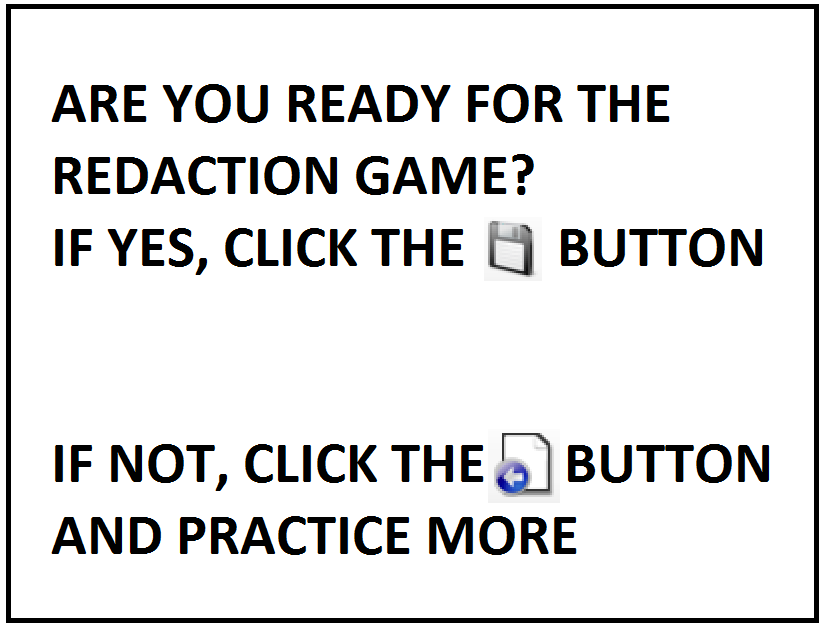 ARE YOU READY FOR THE
REDACTION GAME?
IF YES, CLICK THE BUTTON
IF NOT, CLICK THE BUTTON
AND PRACTICE MORE